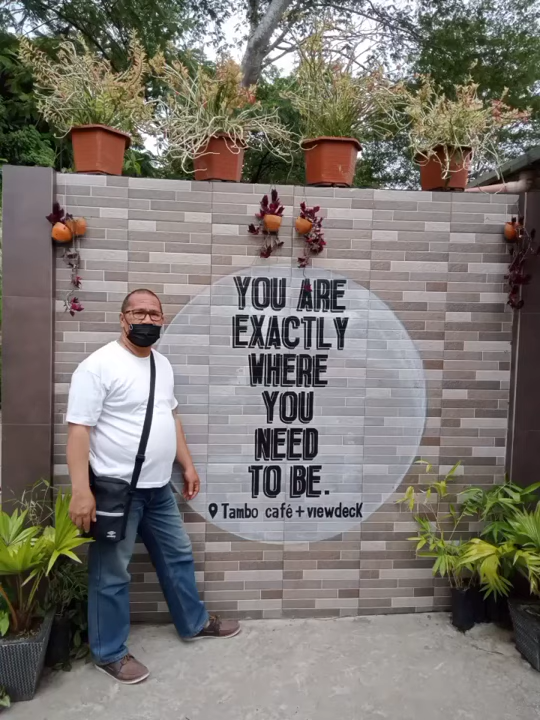 YOU ARE
EXACTLY
WHERE
YOU
NEED
TO BE.
Tambo café + viewdecK